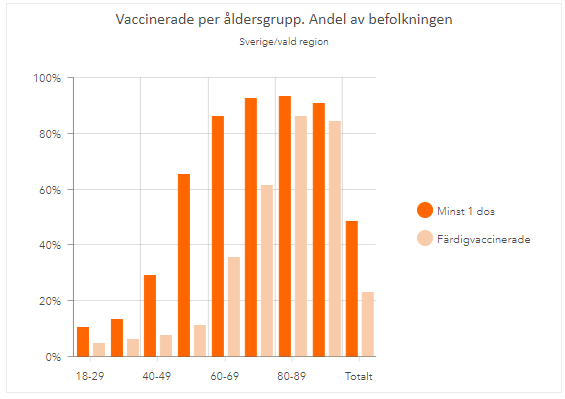 Vaccinerade per åldersgrupp. Andel av befolkningen
Sverige/vald region
100%
80%
60%
40%
20%
0%
18-29
40-49
60-69
80-89
Totalt
Minst 1 dos
Färdigvaccinerade